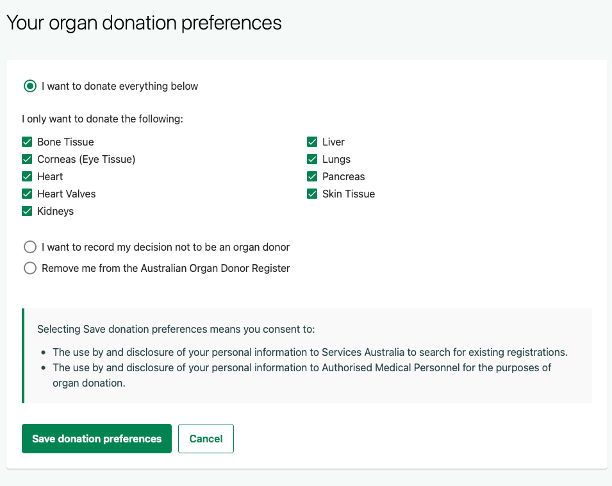 Your organ donation preferences
I want to donate everything below
I only want to donate the following:
Bone Tissue
Corneas (Eye Tissue)
Heart
Heart Valves
Kidneys
Liver
Lungs
Pancreas
Skin Tissue
I want to record my decision not to be an organ donor
Remove me from the Australian Organ Donor Register
Selecting Save donation preferences means you consent to:
• The use by and disclosure of your personal information to Services Australia to search for existing registrations.
• The use by and disclosure of your personal information to Authorised Medical Personnel for the purposes of
organ donation.
Save donation preferences
Cancel